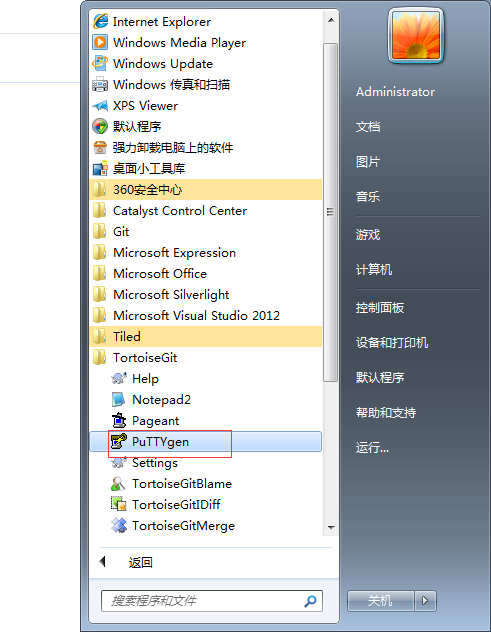 Internet Explorer
Windows Media Player
Windows Update
Windows 传真和扫描
XPS Viewer
默认程序
强力卸载电脑上的软件
桌面小工具库
360安全中心
Catalyst Control Center
Git
Microsoft Expression
Microsoft Office
Microsoft Silverlight
Microsoft Visual Studio 2012
Tiled
TortoiseGit
Help
Notepad2
Pageant
PuTTYgen
Settings
TortoiseGitBlame
TortoiseGitIDiff
TortoiseGitMerge
返回
搜索程序和文件
Administrator
文档
图片
音乐
游戏
计算机
控制面板
设备和打印机
默认程序
帮助和支持
运行...
关机